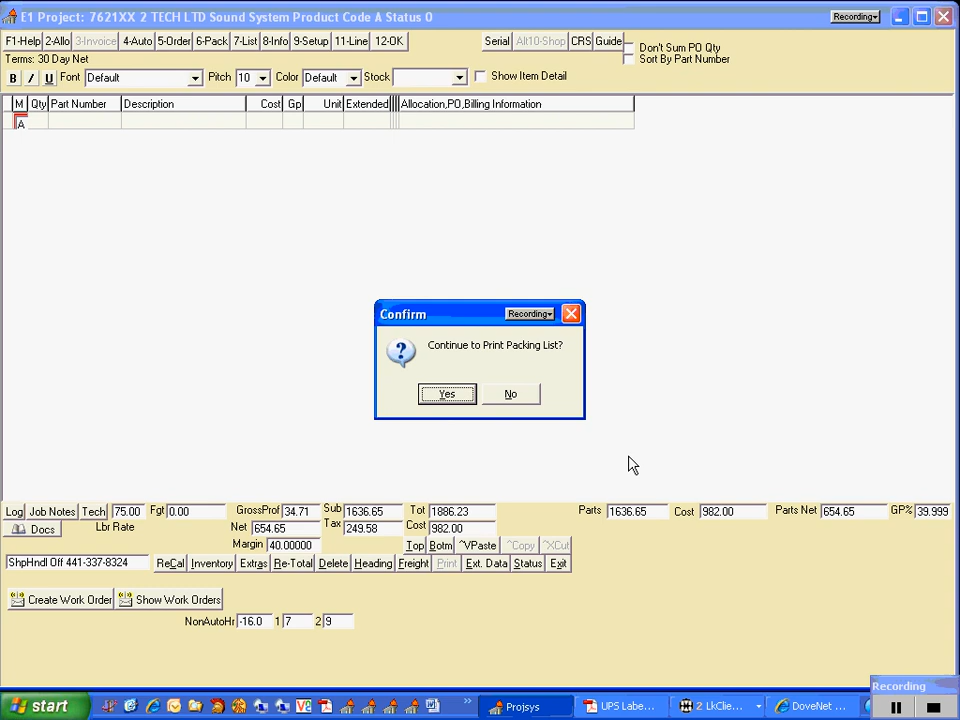 E1 Project: 7621XX 2 TECH LTD Sound System Product Code A Status O
Recording
F1-Help 2-Allo 3-Invoice 4-Auto 5-Order 6-Pack 7-List 8-Info 9-Setup 11-Line 12-OK Serial Alt10-Shop CRS Guide Don't Sum PO Qty
Terms: 30 Day Net Sort By Part Number
B I U Font Default Pitch 10 Color Default Stock Show Item Detail
M Qty Part Number Description Cost Gp Unit Extended Allocation,PO,Billing Information
A
Confirm Recording
? Continue to Print Packing List?
Yes No
Log Job Notes Tech 75.00 Fgt 0.00 GrossProf 34.71 Sub 1636.65 Tot 1886.23 Parts 1636.65 Cost 982.00 Parts Net 654.65 GP% 39.999
Docs Lbr Rate Net 654.65 Tax 249.58 Cost 982.00
Margin 40.00000 Top Botm ^VPaste ^Copy ^XCut
ShpHndl Off 441-337-8324 ReCal Inventory Extras Re-Total Delete Heading Freight Print Ext. Data Status Exit
Create Work Order Show Work Orders
NonAutoHr -16.0 1 7 2 9
Recording
start Projsys UPS Labe... 2 LkClie... DoveNet ...